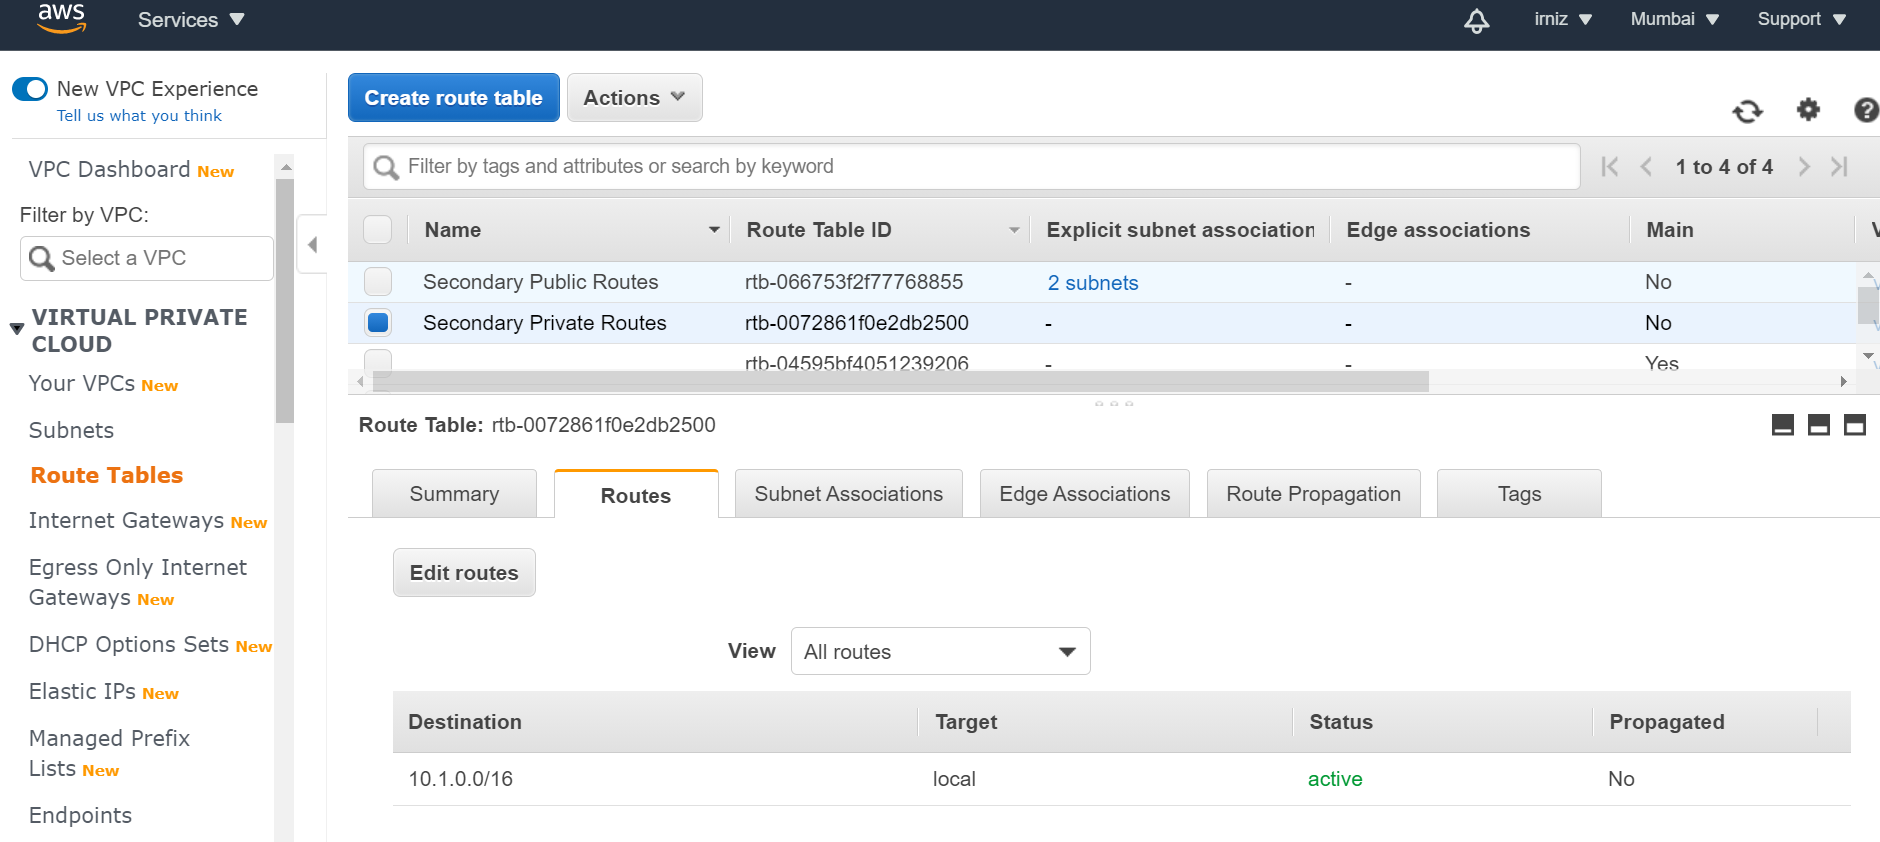 aws Services irniz Mumbai Support
New VPC Experience
Tell us what you think
VPC Dashboard New
Filter by VPC:
Select a VPC
VIRTUAL PRIVATE
CLOUD
Your VPCs New
Subnets
Route Tables
Internet Gateways New
Egress Only Internet
Gateways New
DHCP Options Sets New
Elastic IPs New
Managed Prefix
Lists New
Endpoints
Create route table Actions
Filter by tags and attributes or search by keyword 1 to 4 of 4
Name Route Table ID Explicit subnet association Edge associations Main V
Secondary Public Routes rtb-066753f2f77768855 2 subnets - No
Secondary Private Routes rtb-0072861f0e2db2500 - - No
rtb-04595bf4051239206 - - Yes
Route Table: rtb-0072861f0e2db2500
Summary Routes Subnet Associations Edge Associations Route Propagation Tags
Edit routes
View All routes
Destination Target Status Propagated
10.1.0.0/16 local active No